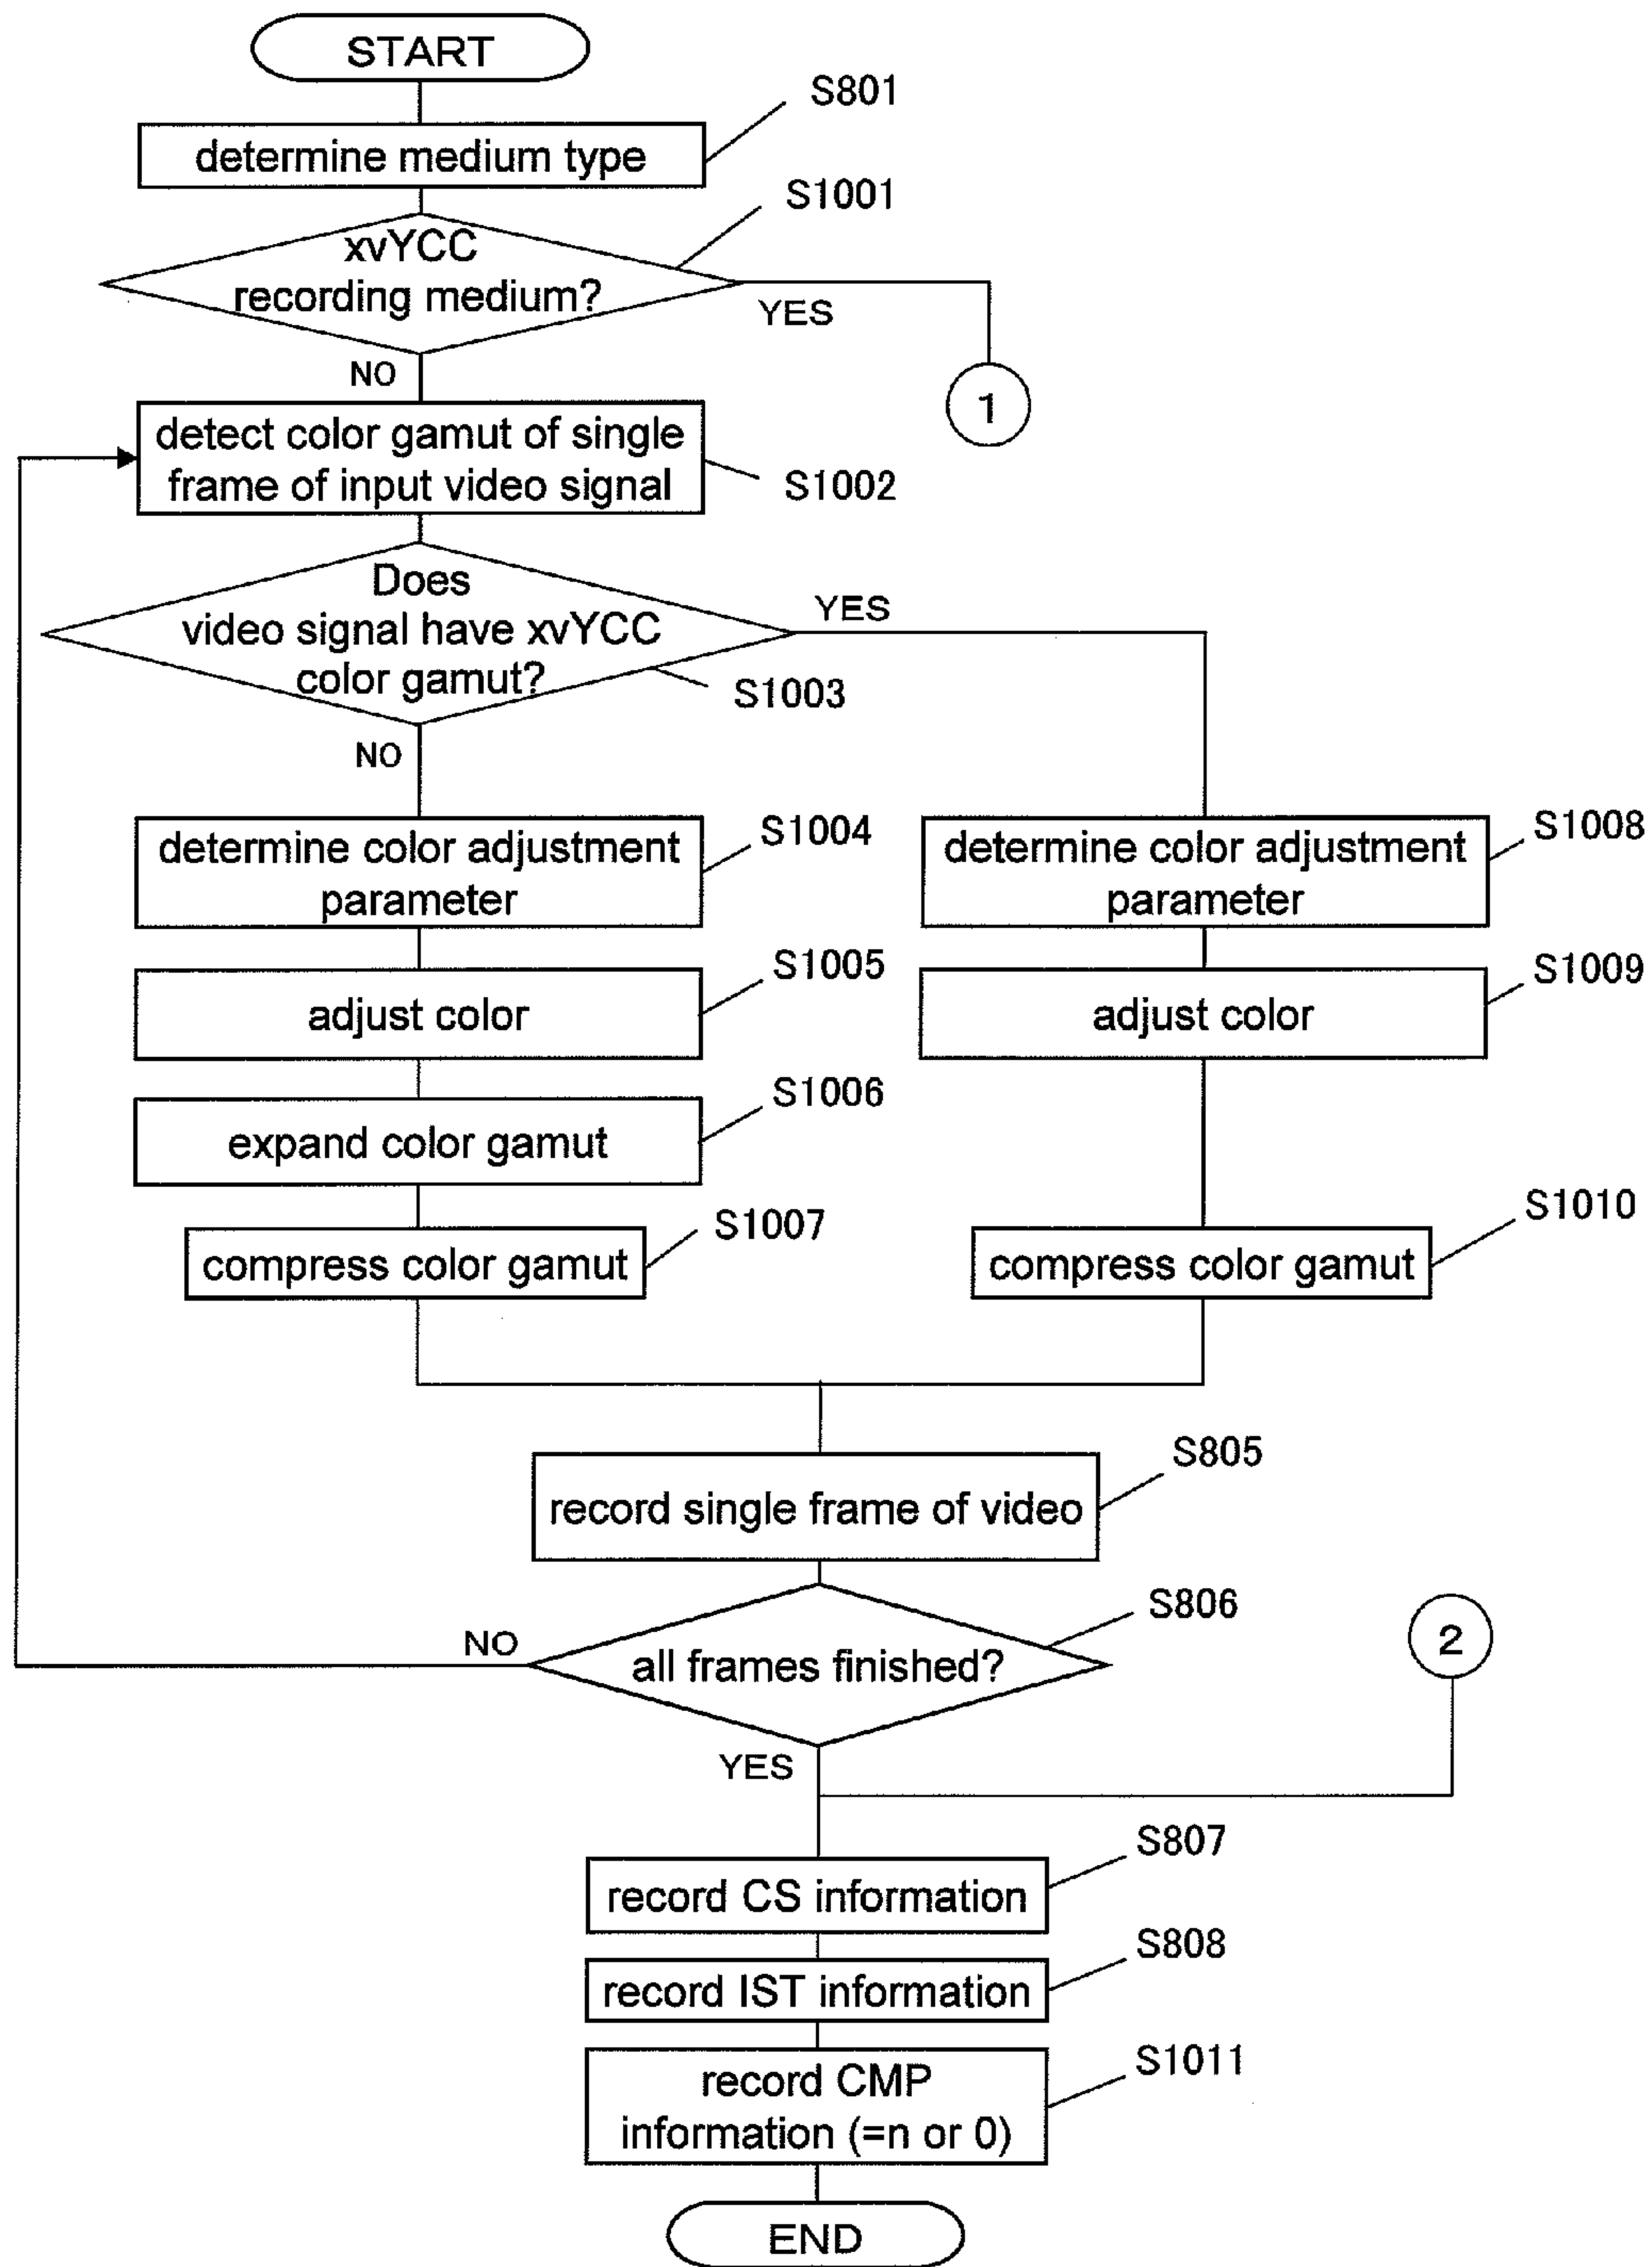 START
S801
determine medium type
S1001
xvYCC
recording medium?
YES
NO
1
detect color gamut of single
frame of input video signal
S1002
Does
video signal have xvYCC
color gamut?
YES
S1003
NO
determine color adjustment
parameter
S1004
determine color adjustment
parameter
S1008
adjust color
S1005
adjust color
S1009
expand color gamut
S1006
compress color gamut
S1007
compress color gamut
S1010
record single frame of video
S805
all frames finished?
S806
NO
YES
2
record CS information
S807
record IST information
S808
record CMP
information (=n or 0)
S1011
END